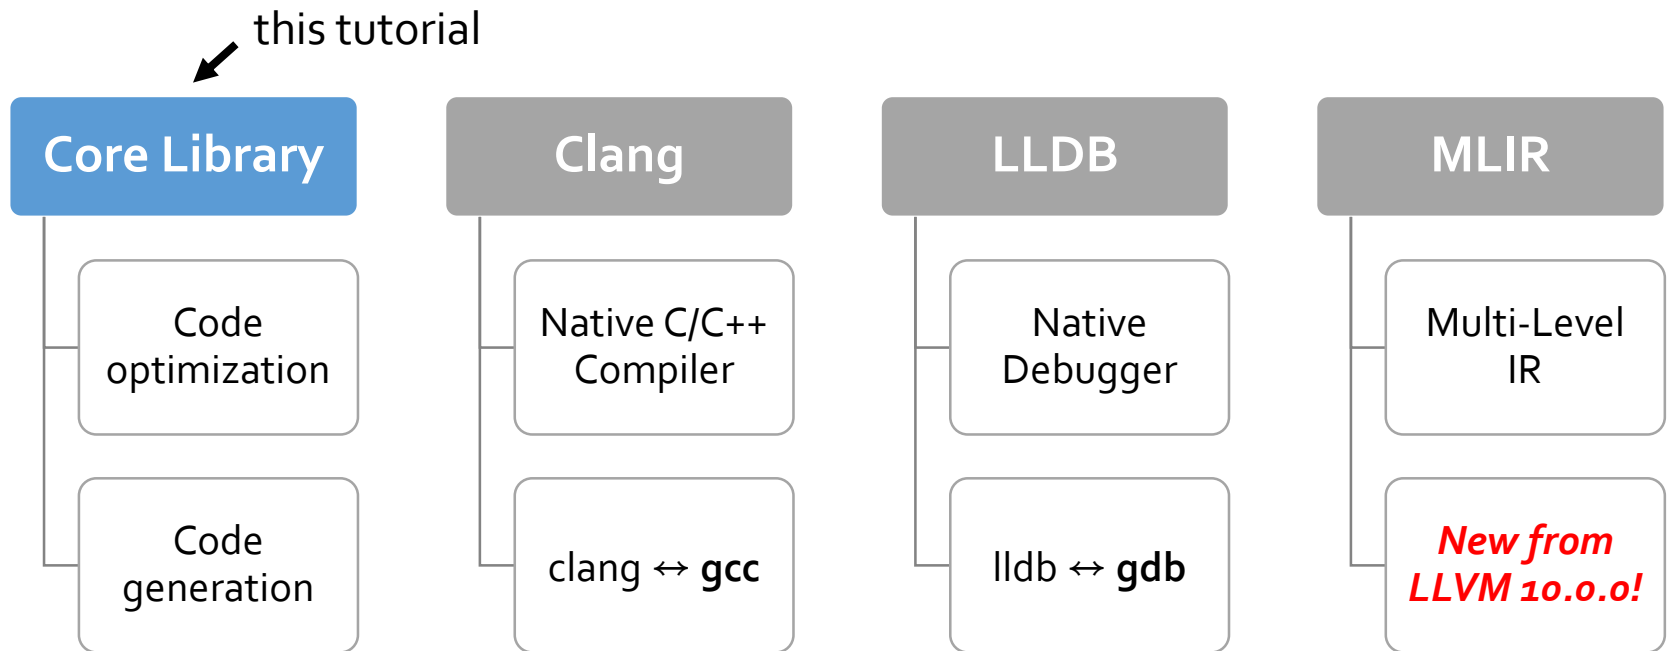 this tutorial
Core Library
Code
optimization
Code
generation
Clang
Native C/C++
Compiler
clang ↔ gcc
LLDB
Native
Debugger
lldb ↔ gdb
MLIR
Multi-Level
IR
New from
LLVM 10.0.0!